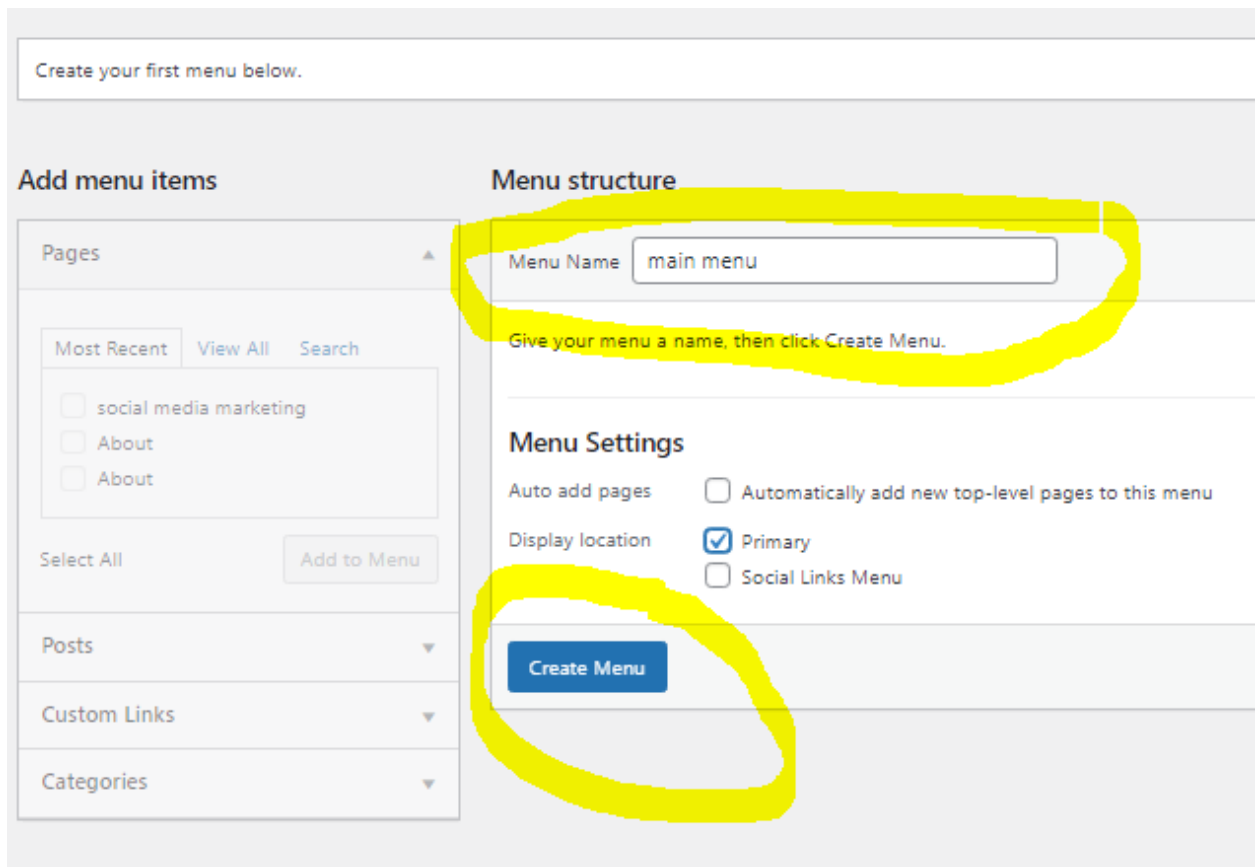 Create your first menu below.
Add menu items
Pages
Most Recent View All Search
social media marketing
About
About
Select All Add to Menu
Posts
Custom Links
Categories
Menu structure
Menu Name main menu
Give your menu a name, then click Create Menu.
Menu Settings
Auto add pages Automatically add new top-level pages to this menu
Display location Primary
Social Links Menu
Create Menu